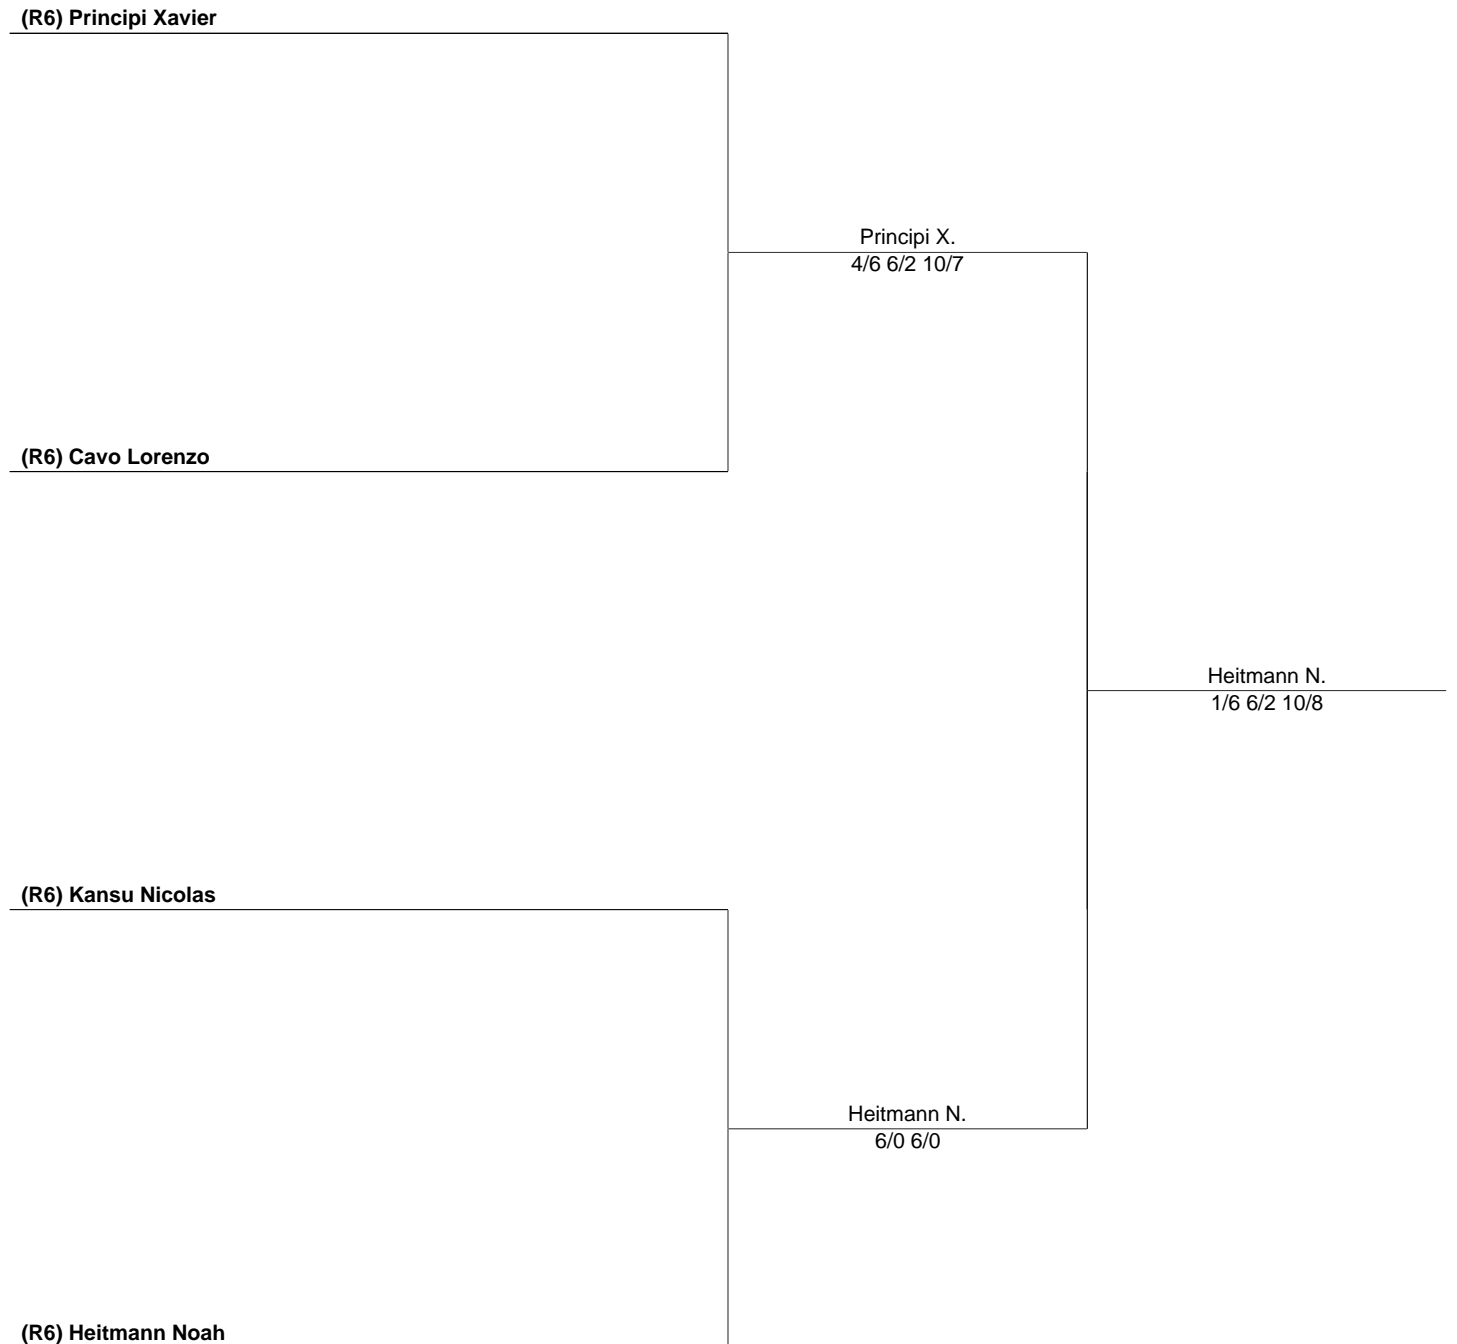 (R6) Principi Xavier
Principi X.
4/6 6/2 10/7
(R6) Cavo Lorenzo
Heitmann N.
1/6 6/2 10/8
(R6) Kansu Nicolas
Heitmann N.
6/0 6/0
(R6) Heitmann Noah